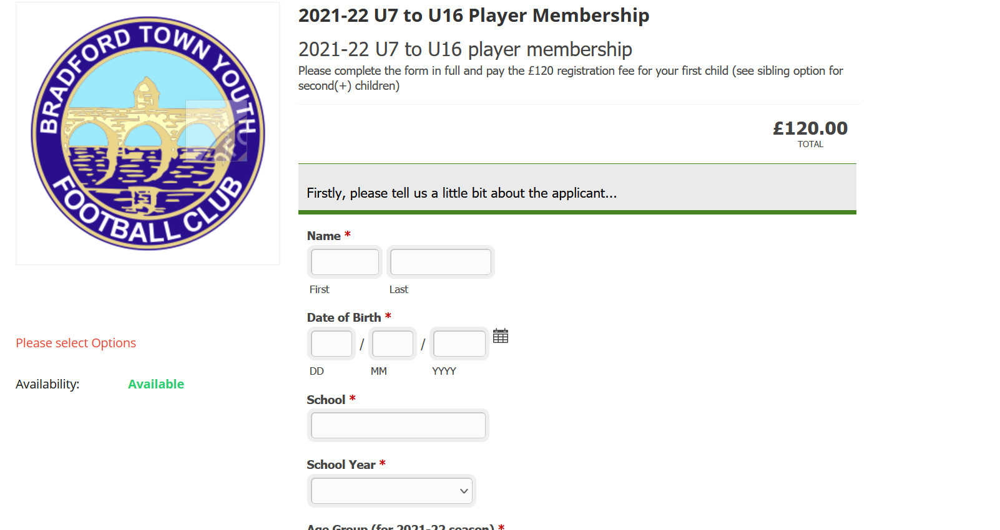 BRADFORD TOWN YOUTH
FOOTBALL CLUB
Please select Options
Availability: Available
2021-22 U7 to U16 Player Membership
2021-22 U7 to U16 player membership
Please complete the form in full and pay the £120 registration fee for your first child (see sibling option for
second(+) children)
£120.00
TOTAL
Firstly, please tell us a little bit about the applicant...
Name *
First Last
Date of Birth *
/ /
DD MM YYYY
School *
School Year *
Age Group (for 2021-22 season) *